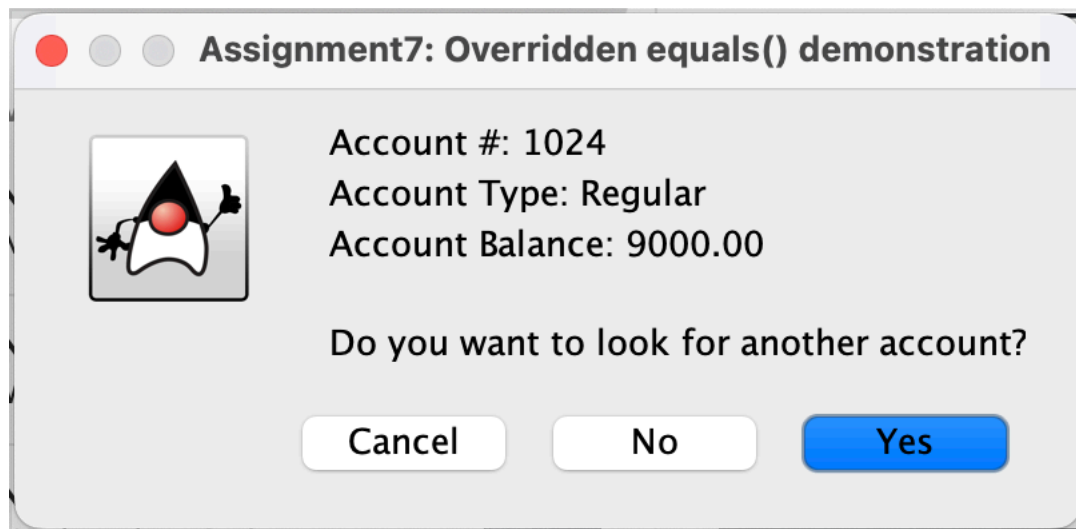 Assignment7: Overridden equals() demonstration
Account #: 1024
Account Type: Regular
Account Balance: 9000.00
Do you want to look for another account?
Cancel No Yes